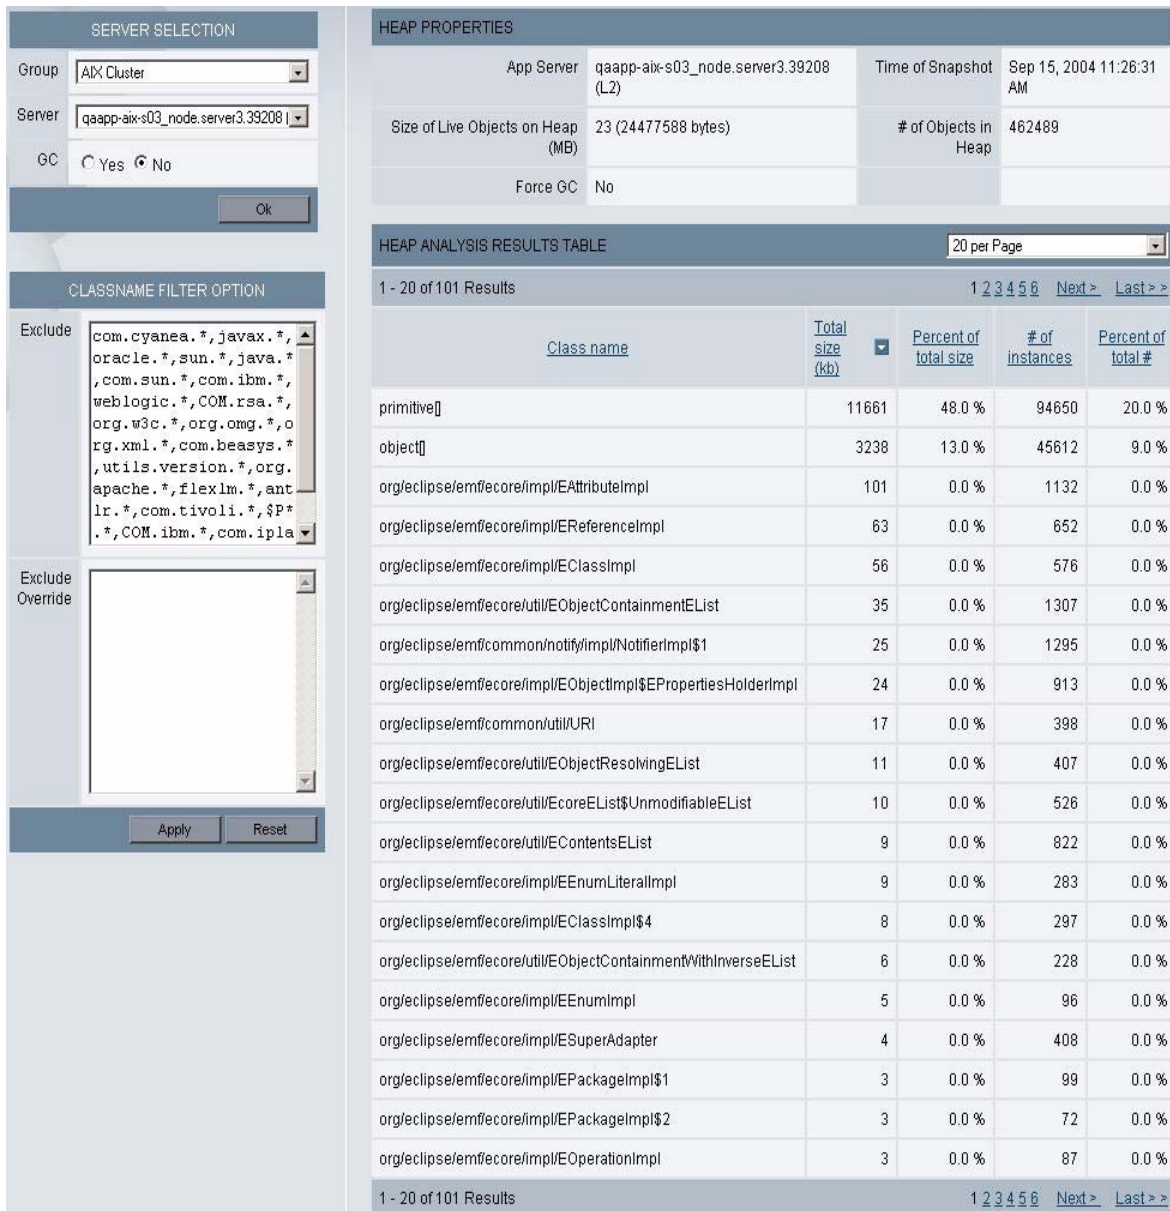 SERVER SELECTION
Group AIX Cluster
Server qaapp-aix-s03_node.server3.39208
GC Yes No
Ok
CLASSNAME FILTER OPTION
Exclude
com.cyanea.*,javax.*,
oracle.*,sun.*,java.*
,com.sun.*,com.ibm.*,
weblogic.*,COM.rsa.*,
org.w3c.*,org.omg.*,o
rg.xml.*,com.beasys.*
,utils.version.*,org.
apache.*,flexlm.*,ant
lr.*,com.tivoli.*,$P*
.*,COM.ibm.*,com.ipla
Exclude
Override
Apply Reset
HEAP PROPERTIES
App Server qaapp-aix-s03_node.server3.39208
(L2)
Time of Snapshot Sep 15, 2004 11:26:31
AM
Size of Live Objects on Heap
(MB)
23 (24477588 bytes)
# of Objects in
Heap
462489
Force GC No
HEAP ANALYSIS RESULTS TABLE 20 per Page
1 - 20 of 101 Results 1 2 3 4 5 6 Next > Last > >
Class name
Total
size
(kb)
Percent of
total size
# of
instances
Percent of
total #
primitive[] 11661 48.0 % 94650 20.0 %
object[] 3238 13.0 % 45612 9.0 %
org/eclipse/emf/ecore/impl/EAttributeImpl 101 0.0 % 1132 0.0 %
org/eclipse/emf/ecore/impl/EReferenceImpl 63 0.0 % 652 0.0 %
org/eclipse/emf/ecore/impl/EClassImpl 56 0.0 % 576 0.0 %
org/eclipse/emf/ecore/util/EObjectContainmentEList 35 0.0 % 1307 0.0 %
org/eclipse/emf/common/notify/impl/NotifierImpl$1 25 0.0 % 1295 0.0 %
org/eclipse/emf/ecore/impl/EObjectImpl$EPropertiesHolderImpl 24 0.0 % 913 0.0 %
org/eclipse/emf/common/util/URI 17 0.0 % 398 0.0 %
org/eclipse/emf/ecore/util/EObjectResolvingEList 11 0.0 % 407 0.0 %
org/eclipse/emf/ecore/util/EcoreEList$UnmodifiableEList 10 0.0 % 526 0.0 %
org/eclipse/emf/ecore/util/EContentsEList 9 0.0 % 822 0.0 %
org/eclipse/emf/ecore/impl/EEnumLiteralImpl 9 0.0 % 283 0.0 %
org/eclipse/emf/ecore/impl/EClassImpl$4 8 0.0 % 297 0.0 %
org/eclipse/emf/ecore/util/EObjectContainmentWithInverseEList 6 0.0 % 228 0.0 %
org/eclipse/emf/ecore/impl/EEnumImpl 5 0.0 % 96 0.0 %
org/eclipse/emf/ecore/impl/ESuperAdapter 4 0.0 % 408 0.0 %
org/eclipse/emf/ecore/impl/EPackageImpl$1 3 0.0 % 99 0.0 %
org/eclipse/emf/ecore/impl/EPackageImpl$2 3 0.0 % 72 0.0 %
org/eclipse/emf/ecore/impl/EOperationImpl 3 0.0 % 87 0.0 %
1 - 20 of 101 Results 1 2 3 4 5 6 Next > Last > >